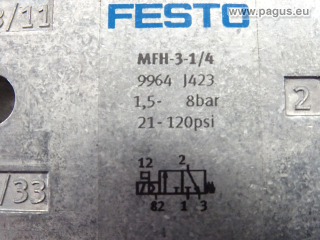 www.pagus.eu
3/11
FESTO
MFH-3-1/4
9964 J423
1,5- 8bar
21- 120psi
2
12 2
/33
82 1 3